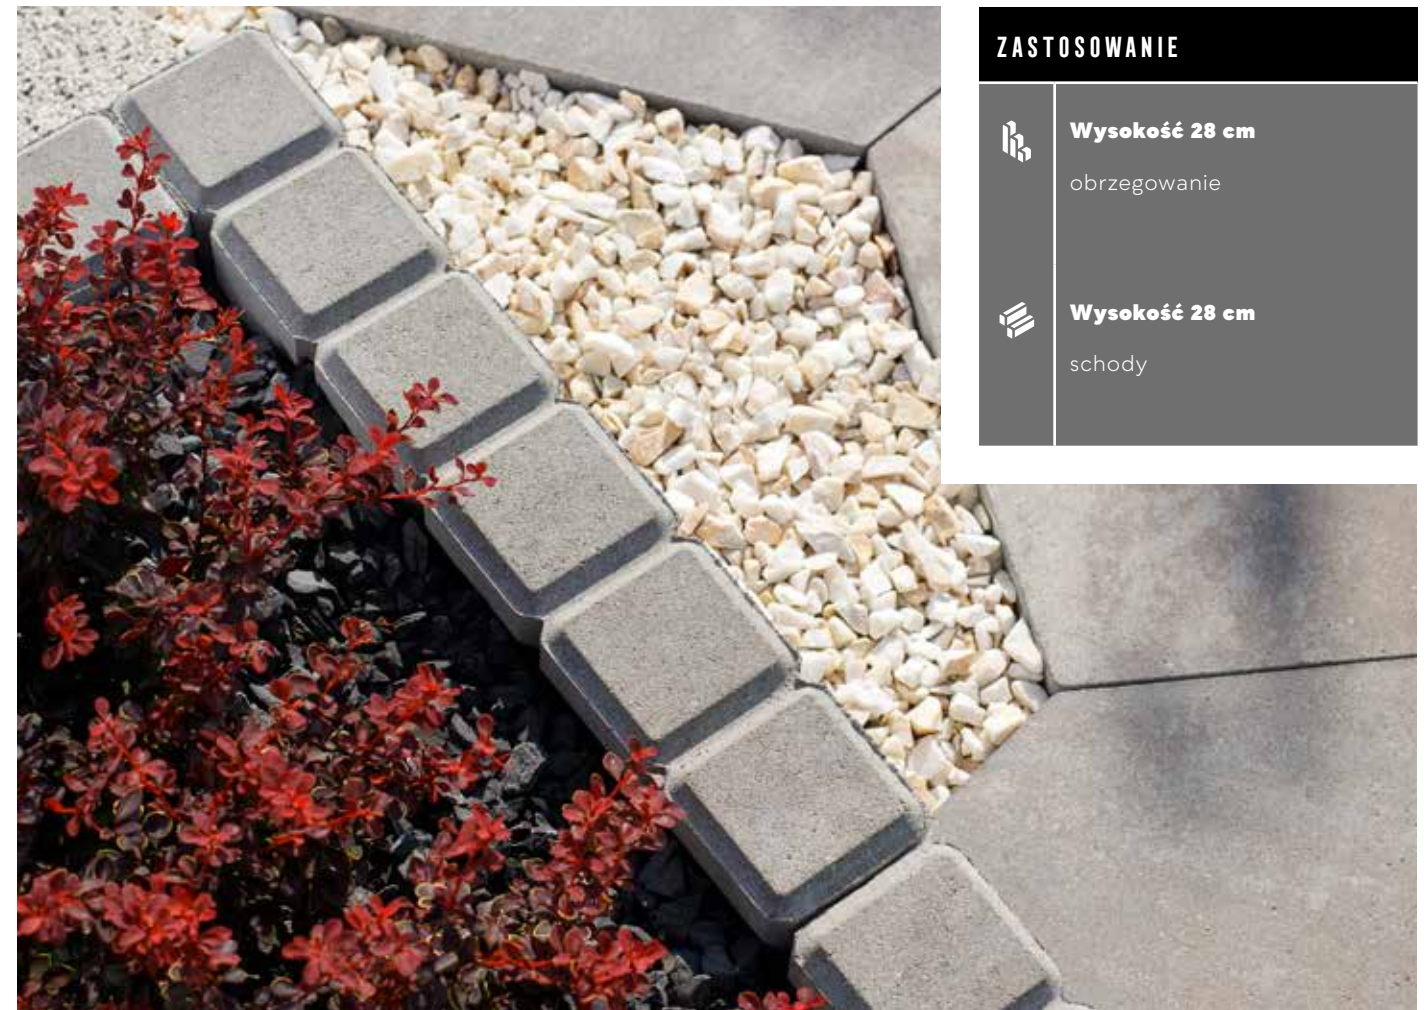 ZASTOSOWANIE
Wysokość 28 cm
obrzegowanie
Wysokość 28 cm
schody